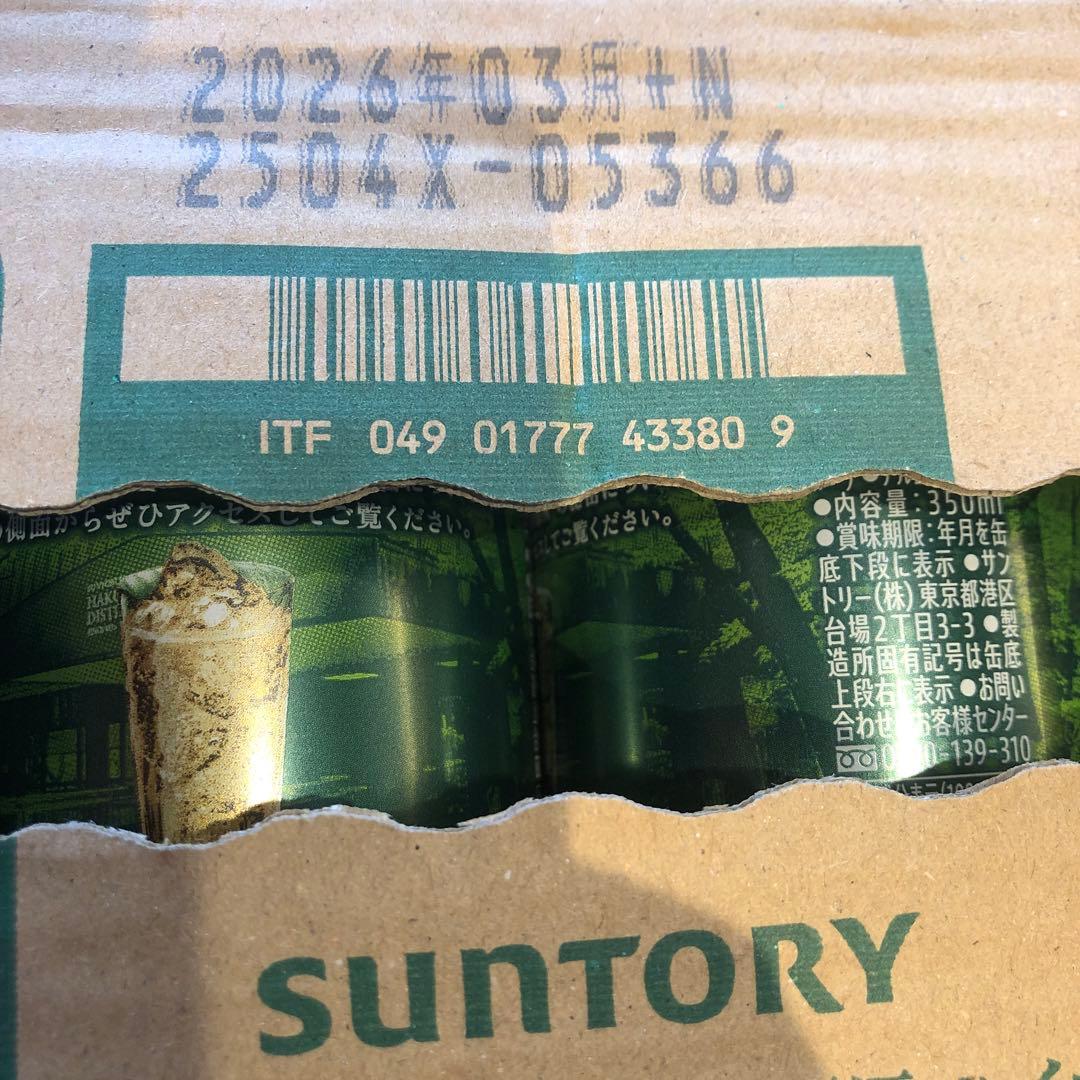 2026年03月+N
2504X-05366
ITF 049 01777 43380 9
側面からぜひアクセスしてご覧ください。
してご覧ください。
●内容量:350ml
●賞味期限:年月を缶
底下段に表示 ●サン
トリー(株) 東京都港区
台場2丁目3-3 ●製
造所固有記号は缶底
上段右に表示 ●お問い
合わせ お客様センター
-139-310
SUNTORY